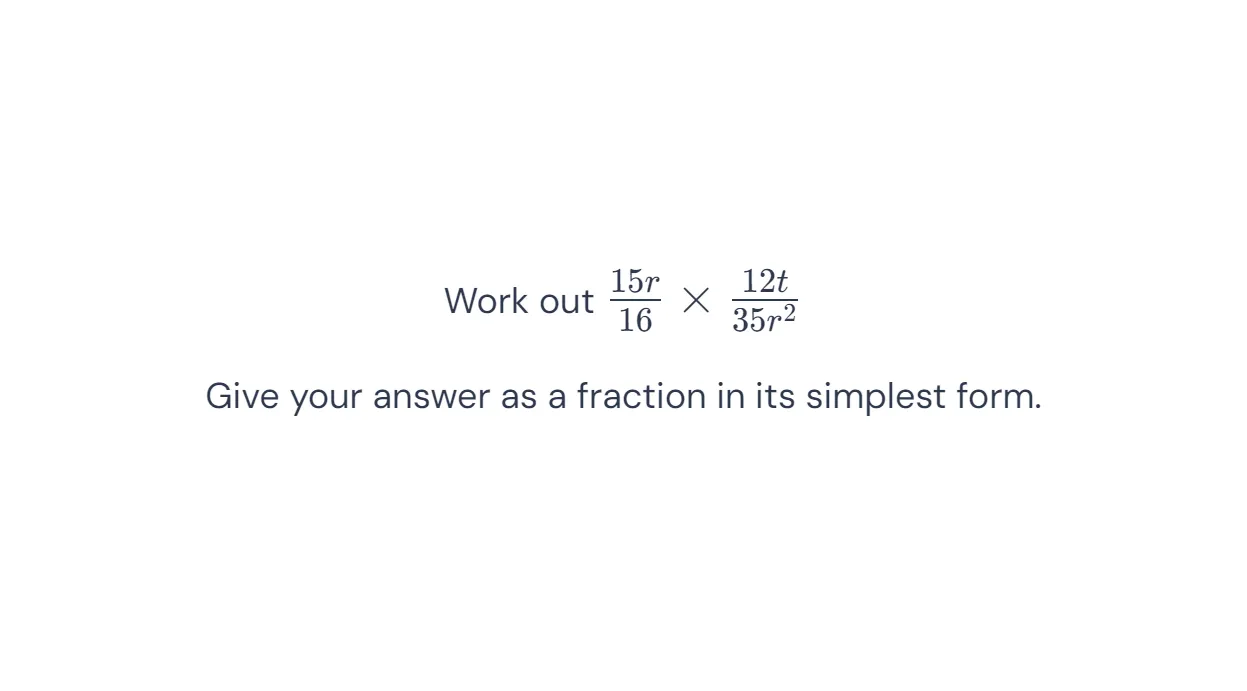 Work out $\frac{15r}{16} \times \frac{12t}{35r^2}$
Give your answer as a fraction in its simplest form.